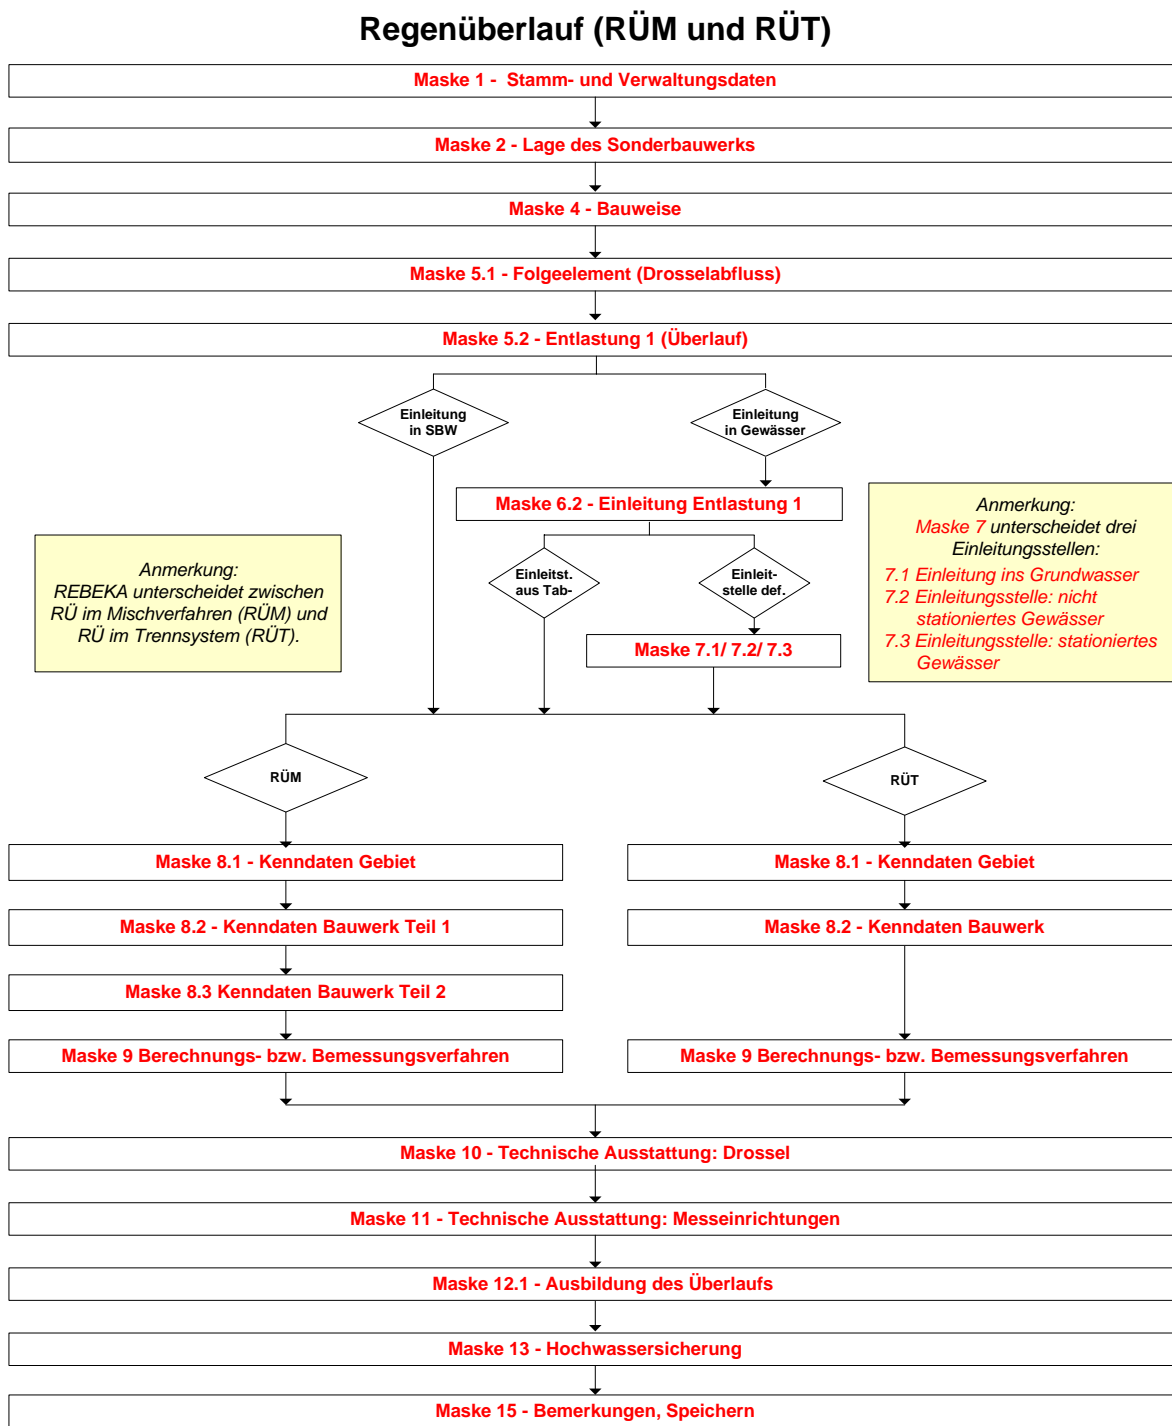 Regenüberlauf (RÜM und RÜT)
Maske 1 -  Stamm- und Verwaltungsdaten
Maske 2 - Lage des Sonderbauwerks
Maske 4 - Bauweise
Maske 5.1 - Folgeelement (Drosselabfluss)
Maske 5.2 - Entlastung 1 (Überlauf)
Einleitung
in SBW
Einleitung
in Gewässer
Maske 6.2 - Einleitung Entlastung 1
Anmerkung:
Maske 7 unterscheidet drei
Einleitungsstellen:
7.1 Einleitung ins Grundwasser
7.2 Einleitungsstelle: nicht
stationiertes Gewässer
7.3 Einleitungsstelle: stationiertes
Gewässer
Anmerkung:
REBEKA unterscheidet zwischen
RÜ im Mischverfahren (RÜM) und
RÜ im Trennsystem (RÜT).
Einleitst.
aus Tab-
Einleit-
stelle def.
Maske 7.1/ 7.2/ 7.3
RÜM
RÜT
Maske 8.1 - Kenndaten Gebiet
Maske 8.1 - Kenndaten Gebiet
Maske 8.2 - Kenndaten Bauwerk Teil 1
Maske 8.2 - Kenndaten Bauwerk
Maske 8.3 Kenndaten Bauwerk Teil 2
Maske 9 Berechnungs- bzw. Bemessungsverfahren
Maske 9 Berechnungs- bzw. Bemessungsverfahren
Maske 10 - Technische Ausstattung: Drossel
Maske 11 - Technische Ausstattung: Messeinrichtungen
Maske 12.1 - Ausbildung des Überlaufs
Maske 13 - Hochwassersicherung
Maske 15 - Bemerkungen, Speichern